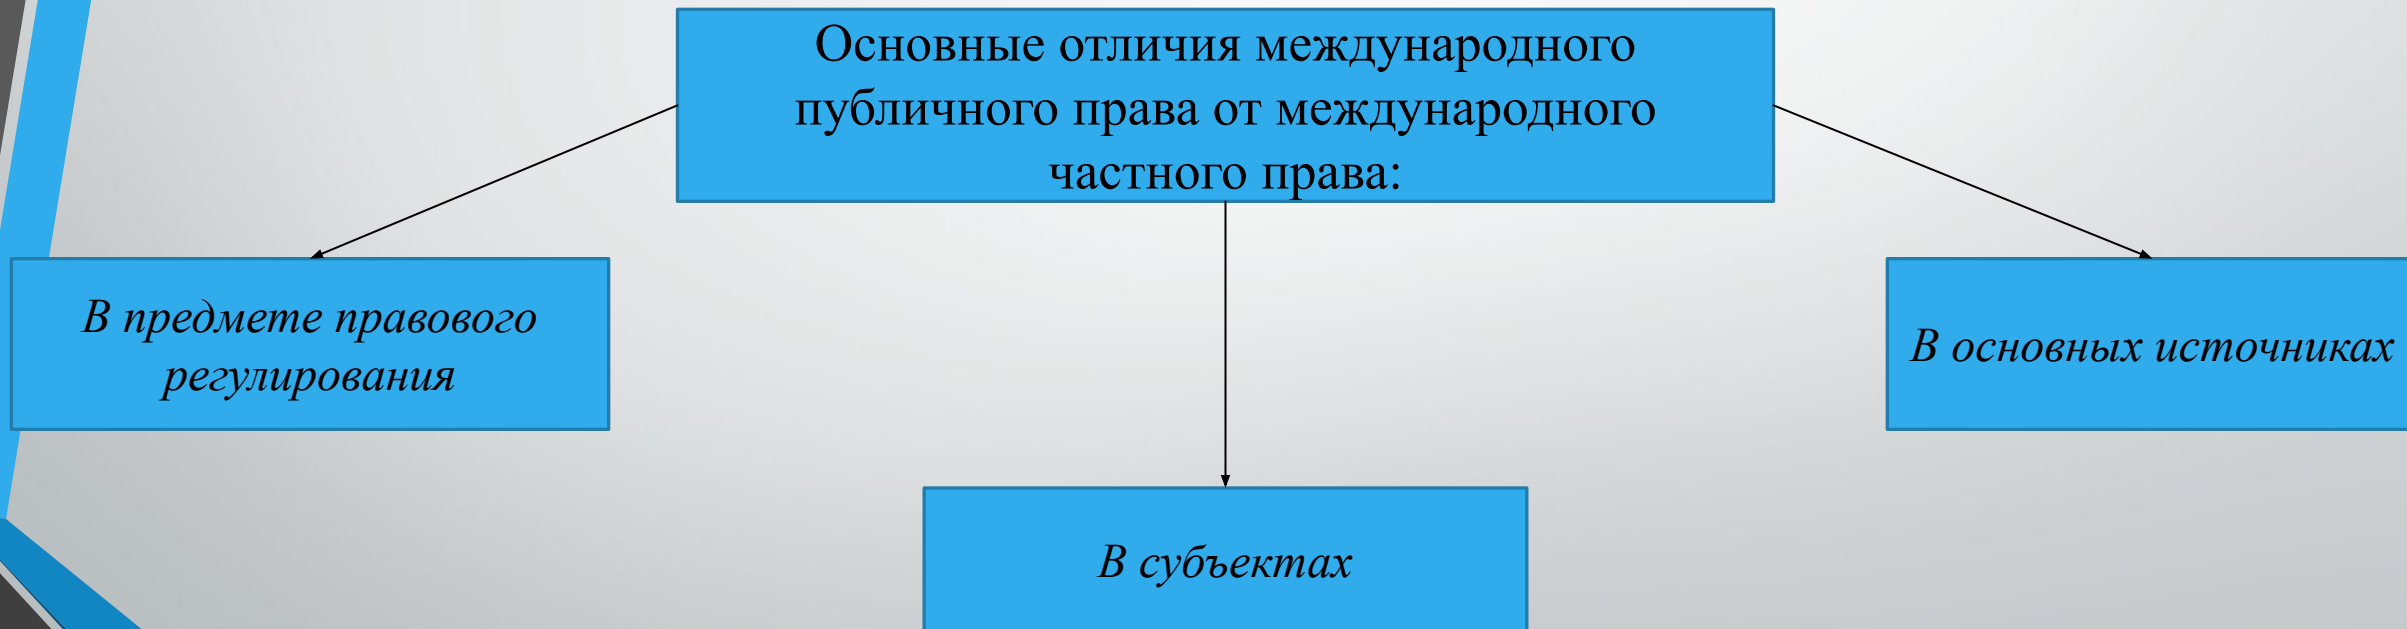 Основные отличия международного
публичного права от международного
частного права:
В предмете правового
регулирования
В основных источниках
В субъектах